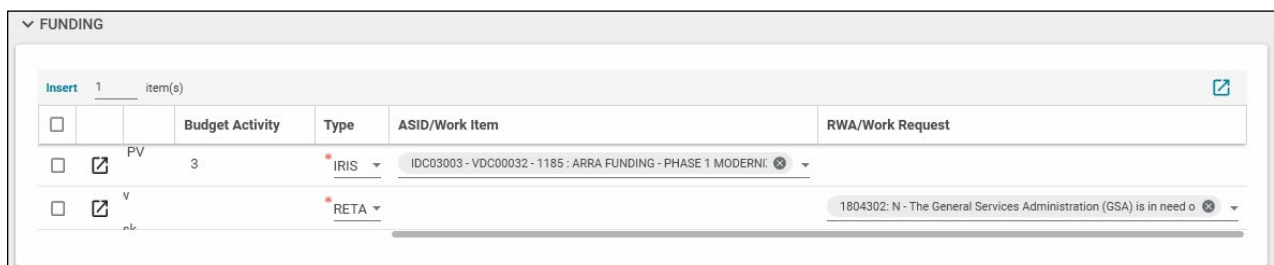 FUNDING
Insert 1 item(s)
Budget Activity Type ASID/Work Item RWA/Work Request
PV 3 *IRIS IDC03003 - VDC00032 - 1185 : ARRA FUNDING - PHASE 1 MODERNI
*RETA 1804302: N - The General Services Administration (GSA) is in need o